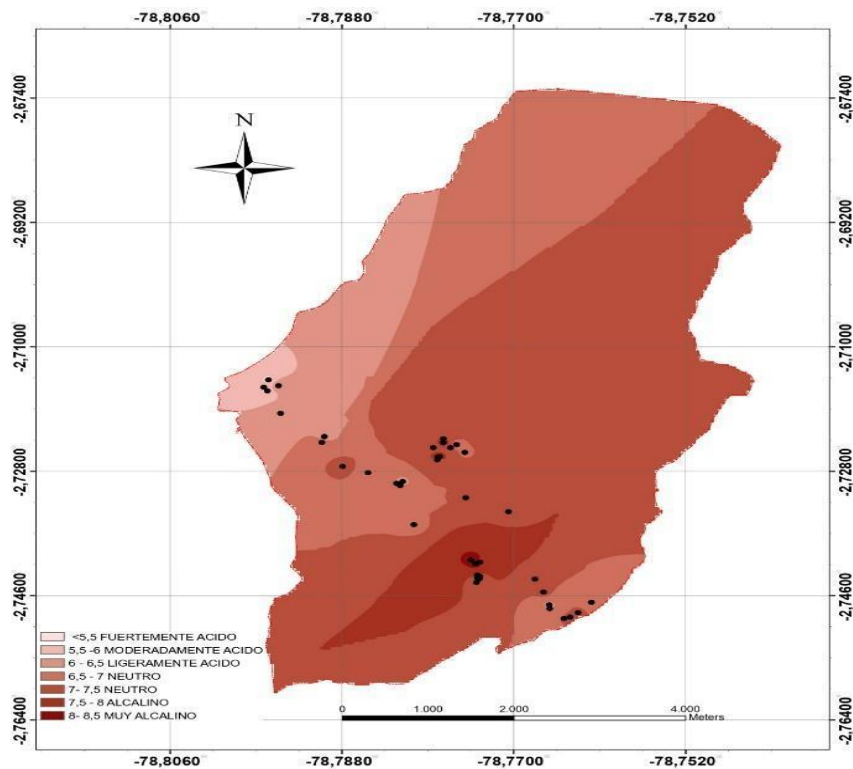 -78,8060 -78,7880 -78,7700 -78,7520
-2,67400 -2,67400
N
-2,69200 -2,69200
-2,71000 -2,71000
-2,72800 -2,72800
-2,74600 -2,74600
<5,5 FUERTEMENTE ACIDO
5,5 -6 MODERADAMENTE ACIDO
6 - 6,5 LIGERAMENTE ACIDO
6,5 - 7 NEUTRO
7- 7,5 NEUTRO
7,5 - 8 ALCALINO
8- 8,5 MUY ALCALINO
0 1.000 2.000 4.000 Meters
-2,76400 -2,76400
-78,8060 -78,7880 -78,7700 -78,7520